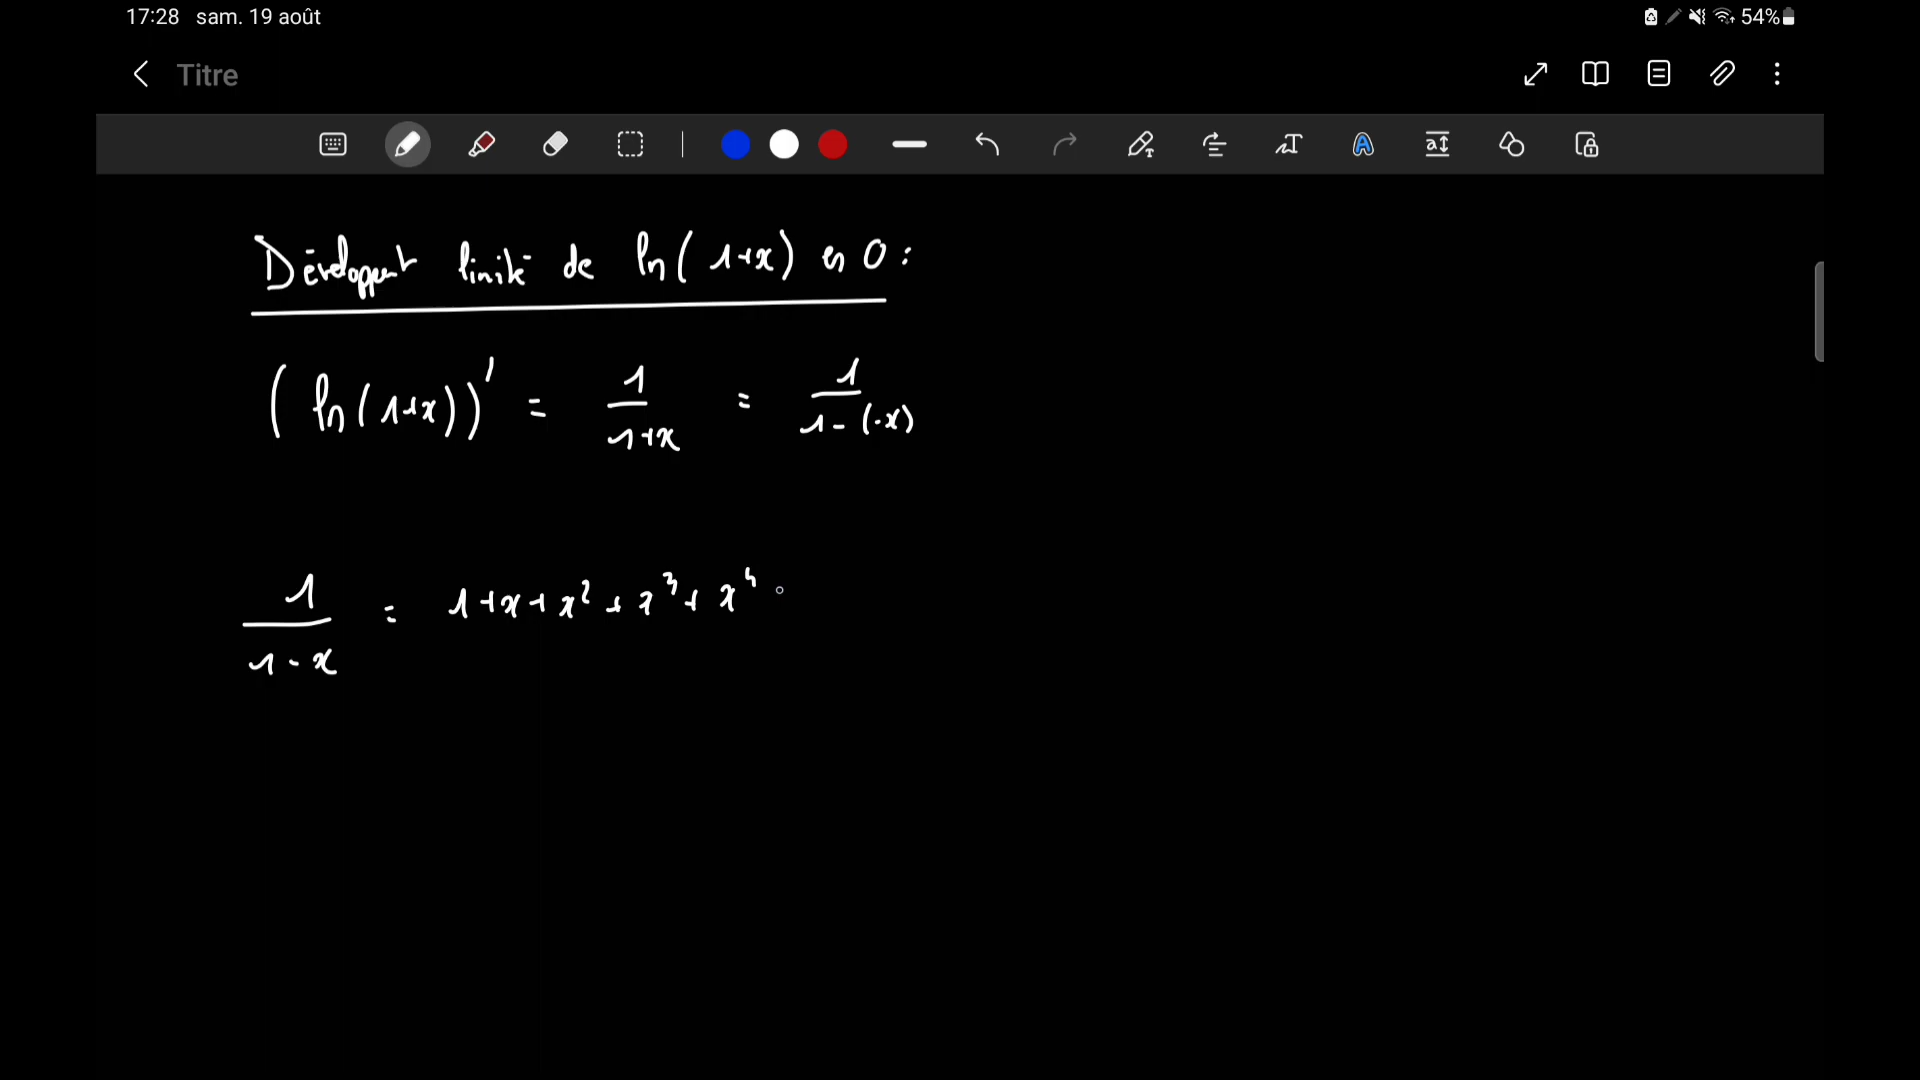 17:28 sam. 19 août 54%
Titre
Développent limité de ln(1+x) en 0 :
(ln(1+x))' = 1/(1+x) = 1/(1-(-x))
1/(1-x) = 1+x+x²+x³+x⁴